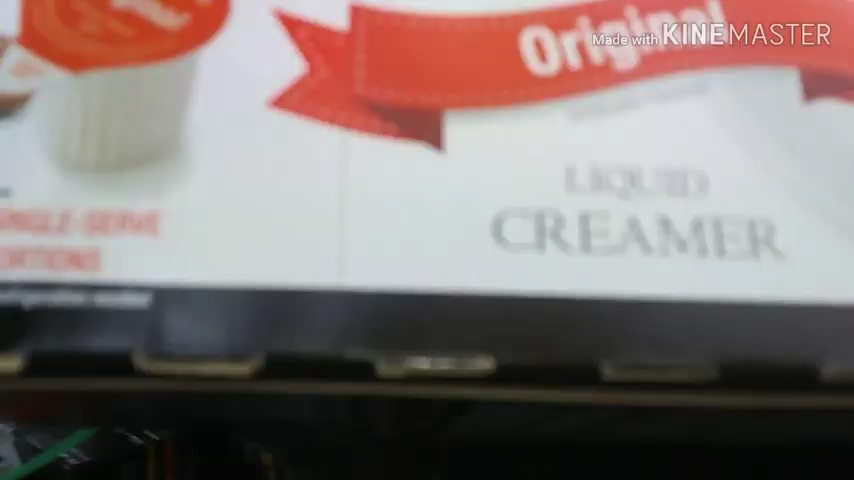 Made with KINEMASTER
Original
LIQUID
CREAMER
SINGLE-SERVE
PORTIONS